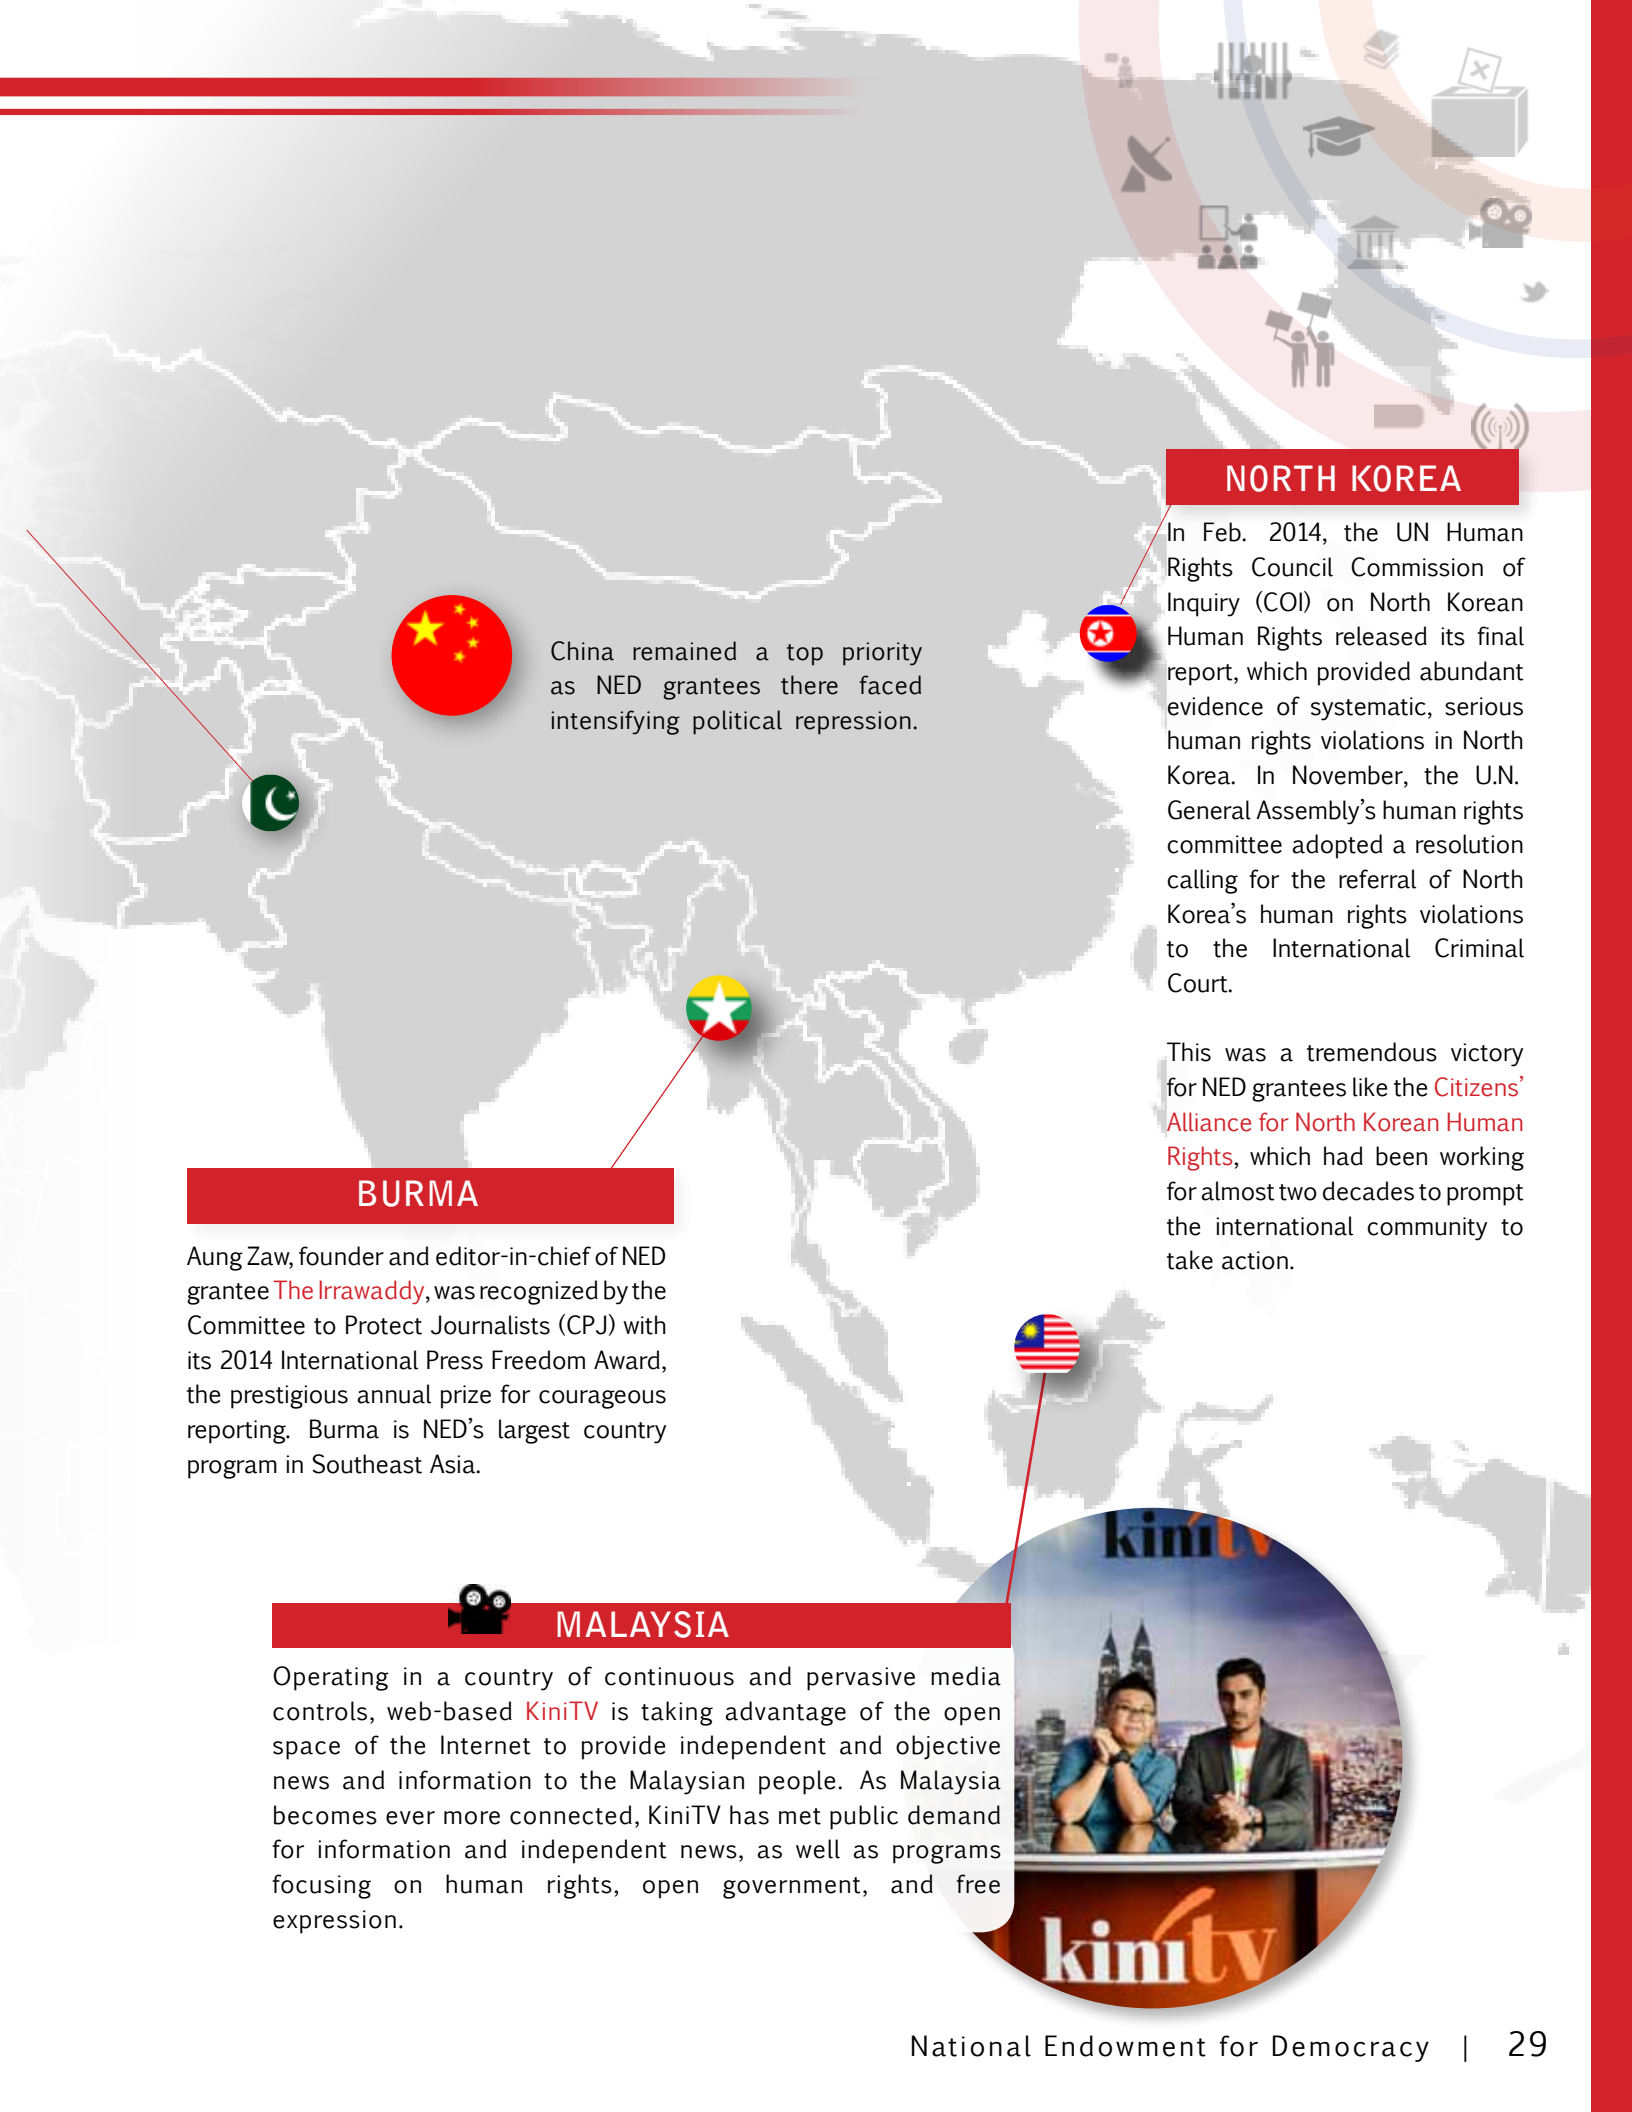 NORTH KOREA
In Feb. 2014, the UN Human
Rights Council Commission of
Inquiry (COI) on North Korean
Human Rights released its final
report, which provided abundant
evidence of systematic, serious
human rights violations in North
Korea. In November, the U.N.
General Assembly’s human rights
committee adopted a resolution
calling for the referral of North
Korea’s human rights violations
to the International Criminal
Court.
This was a tremendous victory
for NED grantees like the Citizens’
Alliance for North Korean Human
Rights, which had been working
for almost two decades to prompt
the international community to
take action.
China remained a top priority
as NED grantees there faced
intensifying political repression.
BURMA
Aung Zaw, founder and editor-in-chief of NED
grantee The Irrawaddy, was recognized by the
Committee to Protect Journalists (CPJ) with
its 2014 International Press Freedom Award,
the prestigious annual prize for courageous
reporting. Burma is NED’s largest country
program in Southeast Asia.
MALAYSIA
Operating in a country of continuous and pervasive media
controls, web-based KiniTV is taking advantage of the open
space of the Internet to provide independent and objective
news and information to the Malaysian people. As Malaysia
becomes ever more connected, KiniTV has met public demand
for information and independent news, as well as programs
focusing on human rights, open government, and free
expression.
kinitv
kinitv
National Endowment for Democracy | 29